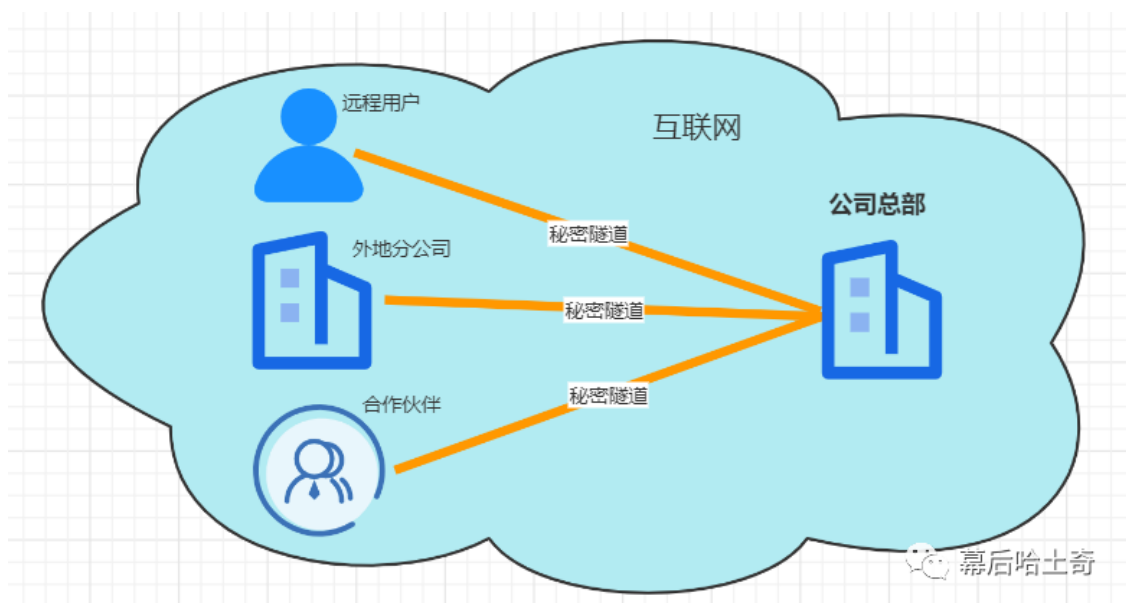 远程用户
互联网
公司总部
秘密隧道
外地分公司
秘密隧道
秘密隧道
合作伙伴
幕后哈士奇